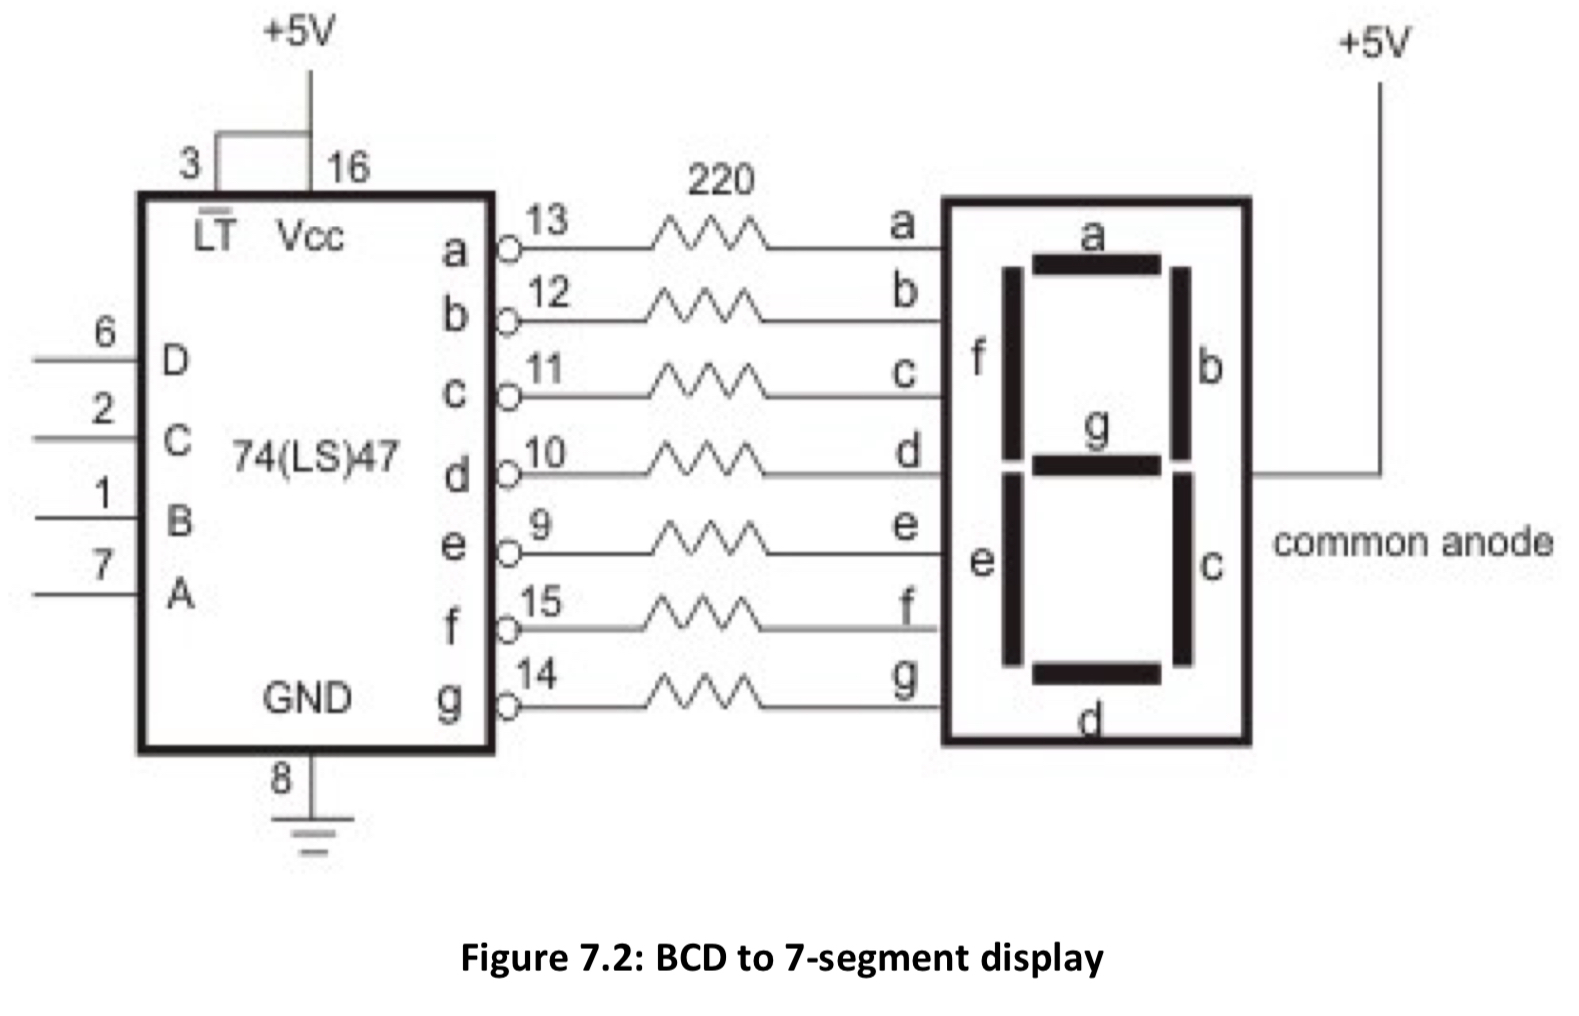 +5V
+5V
3
16
220
LT Vcc
a
13
a
a
b
12
b
6
D
c
11
c
f
b
2
C
74(LS)47
d
10
d
g
1
B
e
9
e
e
c
common anode
7
A
f
15
f
GND
g
14
g
d
8
Figure 7.2: BCD to 7-segment display